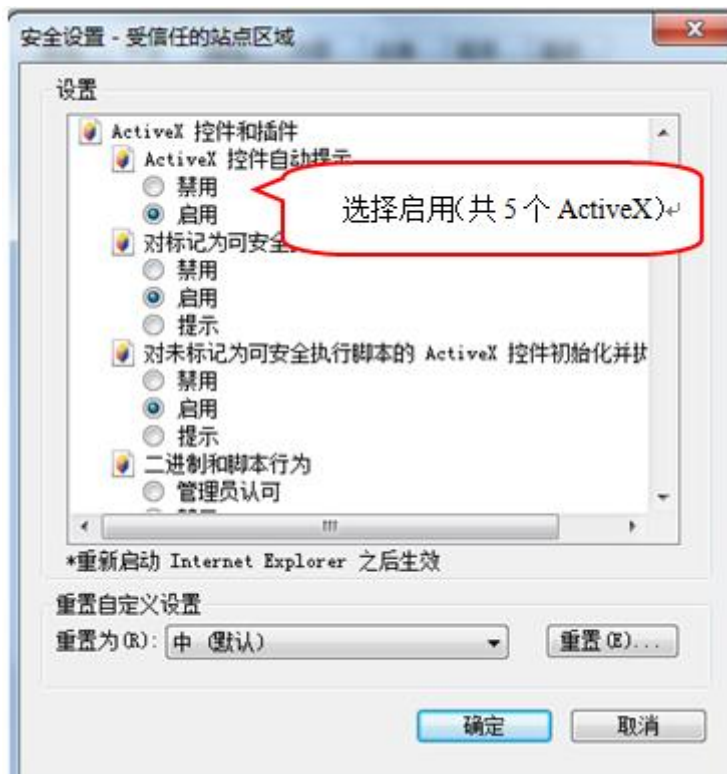 安全设置 - 受信任的站点区域
设置
ActiveX 控件和插件
ActiveX 控件自动提示
禁用
选择启用(共 5 个 ActiveX)↵
启用
对标记为可安全
禁用
启用
提示
对未标记为可安全执行脚本的 ActiveX 控件初始化并执
禁用
启用
提示
二进制和脚本行为
管理员认可
*重新启动 Internet Explorer 之后生效
重置自定义设置
重置为(R): 中 (默认) 重置(E)...
确定 取消